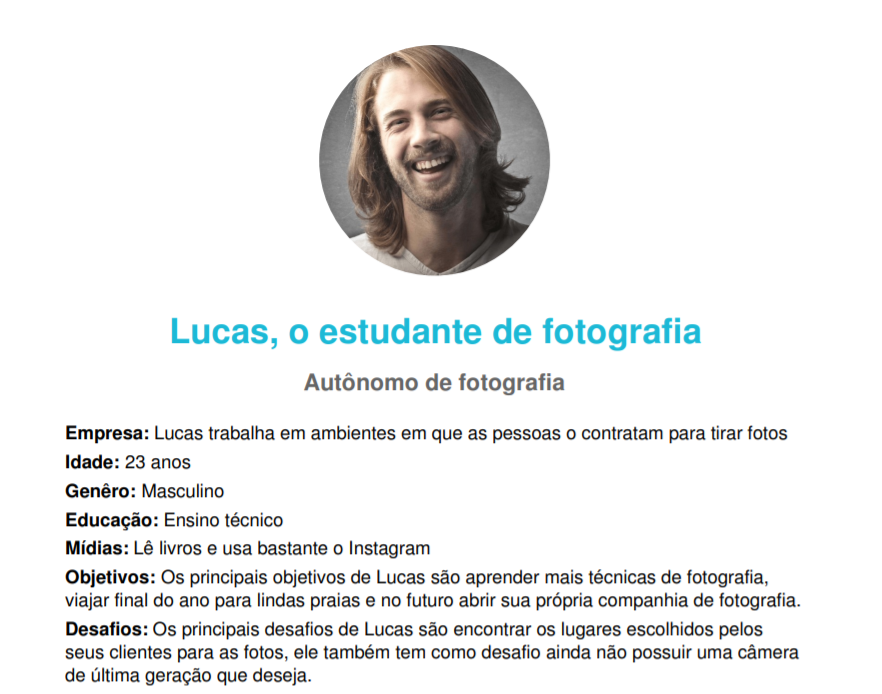 Lucas, o estudante de fotografia
Autônomo de fotografia
Empresa: Lucas trabalha em ambientes em que as pessoas o contratam para tirar fotos
Idade: 23 anos
Genêro: Masculino
Educação: Ensino técnico
Mídias: Lê livros e usa bastante o Instagram
Objetivos: Os principais objetivos de Lucas são aprender mais técnicas de fotografia,
viajar final do ano para lindas praias e no futuro abrir sua própria companhia de fotografia.
Desafios: Os principais desafios de Lucas são encontrar os lugares escolhidos pelos
seus clientes para as fotos, ele também tem como desafio ainda não possuir uma câmera
de última geração que deseja.